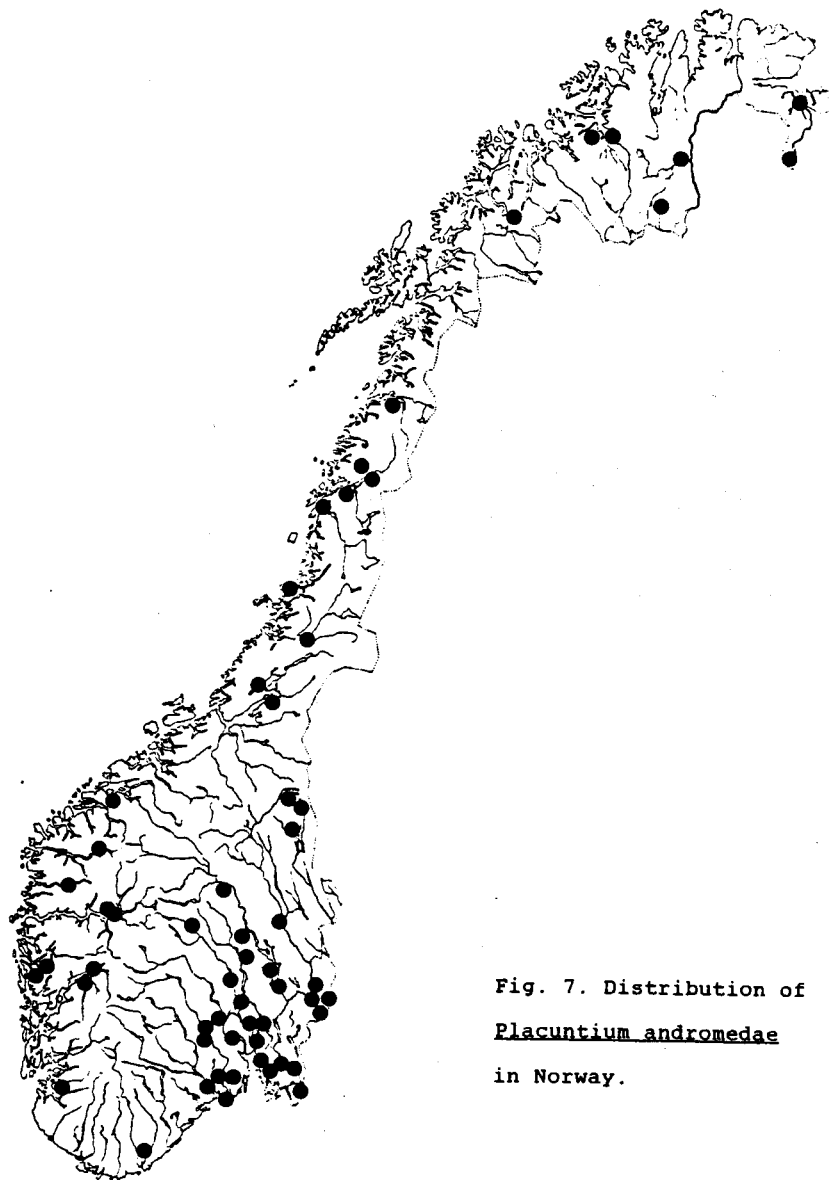 Fig. 7. Distribution of
Placuntium andromedae
in Norway.